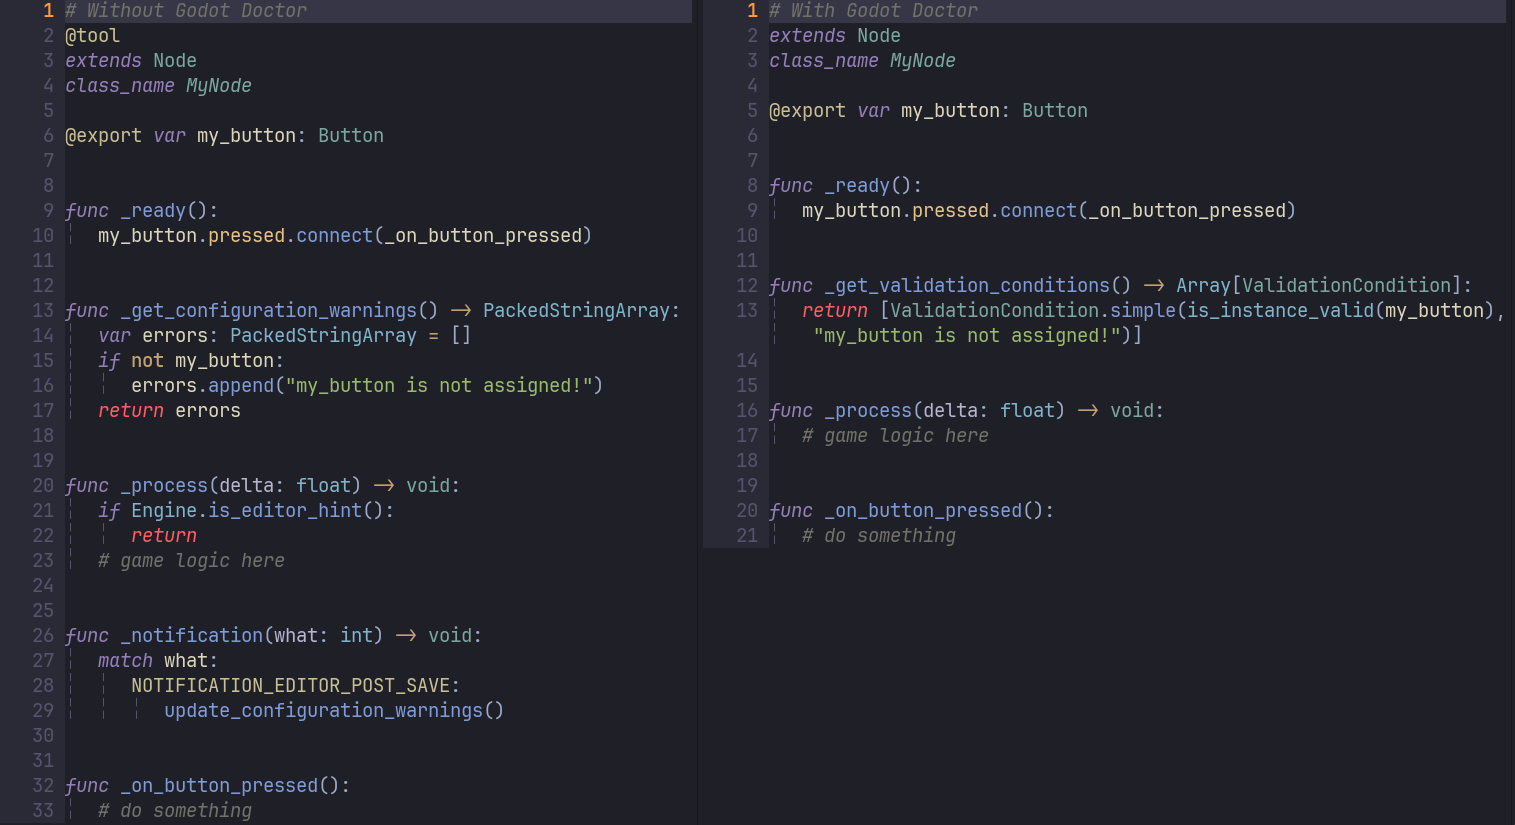 1 # Without Godot Doctor
2 @tool
3 extends Node
4 class_name MyNode
5
6 @export var my_button: Button
7
8
9 func _ready():
10 my_button.pressed.connect(_on_button_pressed)
11
12
13 func _get_configuration_warnings() -> PackedStringArray:
14 var errors: PackedStringArray = []
15 if not my_button:
16 errors.append("my_button is not assigned!")
17 return errors
18
19
20 func _process(delta: float) -> void:
21 if Engine.is_editor_hint():
22 return
23 # game logic here
24
25
26 func _notification(what: int) -> void:
27 match what:
28 NOTIFICATION_EDITOR_POST_SAVE:
29 update_configuration_warnings()
30
31
32 func _on_button_pressed():
33 # do something
1 # With Godot Doctor
2 extends Node
3 class_name MyNode
4
5 @export var my_button: Button
6
7
8 func _ready():
9 my_button.pressed.connect(_on_button_pressed)
10
11
12 func _get_validation_conditions() -> Array[ValidationCondition]:
13 return [ValidationCondition.simple(is_instance_valid(my_button),
"my_button is not assigned!")]
14
15
16 func _process(delta: float) -> void:
17 # game logic here
18
19
20 func _on_button_pressed():
21 # do something